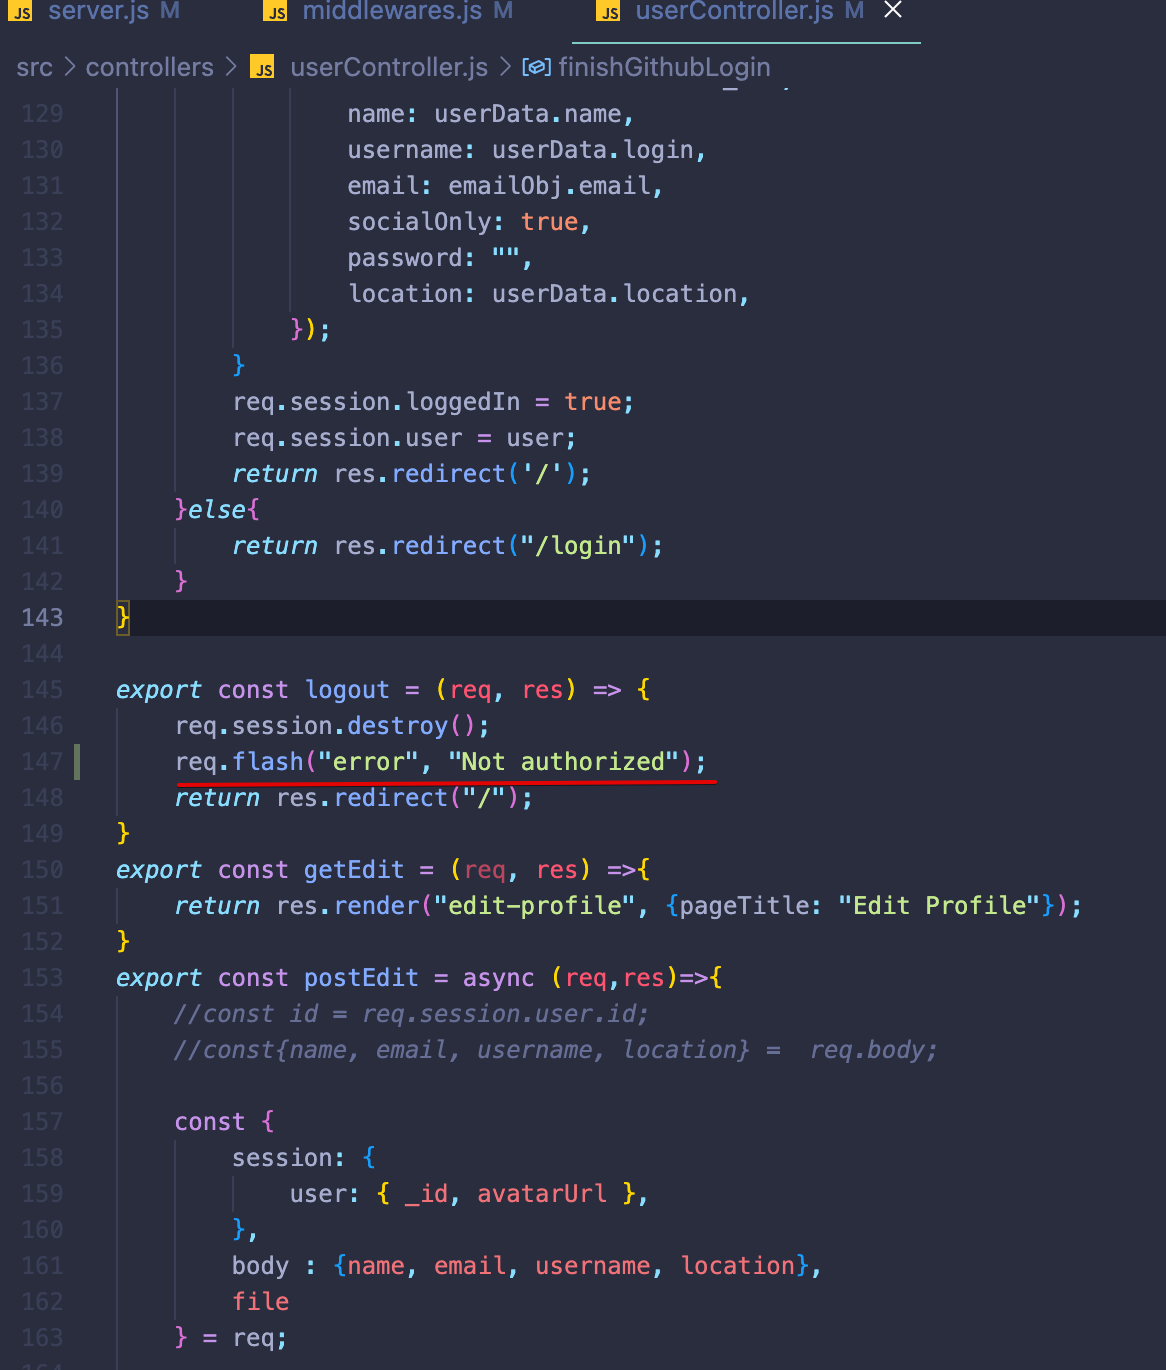 JS server.js M JS middlewares.js M JS userController.js M ×
src > controllers > JS userController.js > finishGithubLogin
129 name: userData.name,
130 username: userData.login,
131 email: emailObj.email,
132 socialOnly: true,
133 password: "",
134 location: userData.location,
135 });
136 }
137 req.session.loggedIn = true;
138 req.session.user = user;
139 return res.redirect('/');
140 }else{
141 return res.redirect("/login");
142 }
143 }
144
145 export const logout = (req, res) => {
146 req.session.destroy();
147 req.flash("error", "Not authorized");
148 return res.redirect("/");
149 }
150 export const getEdit = (req, res) =>{
151 return res.render("edit-profile", {pageTitle: "Edit Profile"});
152 }
153 export const postEdit = async (req,res)=>{
154 //const id = req.session.user.id;
155 //const{name, email, username, location} =  req.body;
156
157 const {
158 session: {
159 user: { _id, avatarUrl },
160 },
161 body : {name, email, username, location},
162 file
163 } = req;